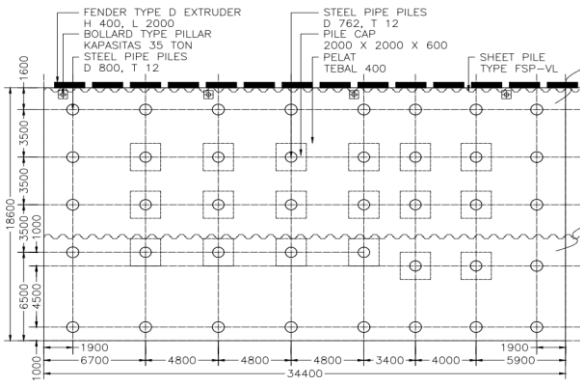 FENDER TYPE D EXTRUDER
H 400, L 2000
BOLLARD TYPE PILLAR
KAPASITAS 35 TON
STEEL PIPE PILES
D 800, T 12
STEEL PIPE PILES
D 762, T 12
PILE CAP
2000 X 2000 X 600
PELAT
TEBAL 400
SHEET PILE
TYPE FSP-VL
1600
3500
3500
3500
1000
18600
6500
4500
1000
1900
1900
6700
4800
4800
4800
3400
4000
5900
34400